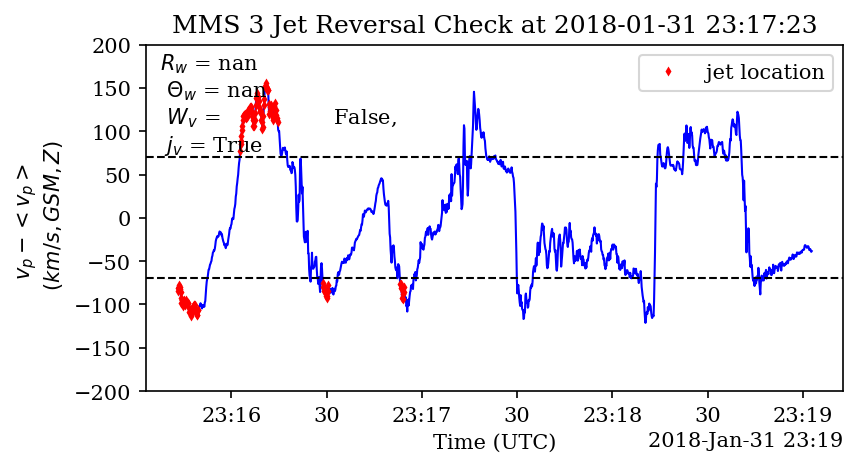 MMS 3 Jet Reversal Check at 2018-01-31 23:17:23
200
150
100
50
0
−50
−100
−150
−200
v_p − < v_p >
(km/s, GSM, Z)
R_w = nan
Θ_w = nan
W_v = False,
j_v = True
jet location
23:16 30 23:17 30 23:18 30 23:19
Time (UTC) 2018-Jan-31 23:19